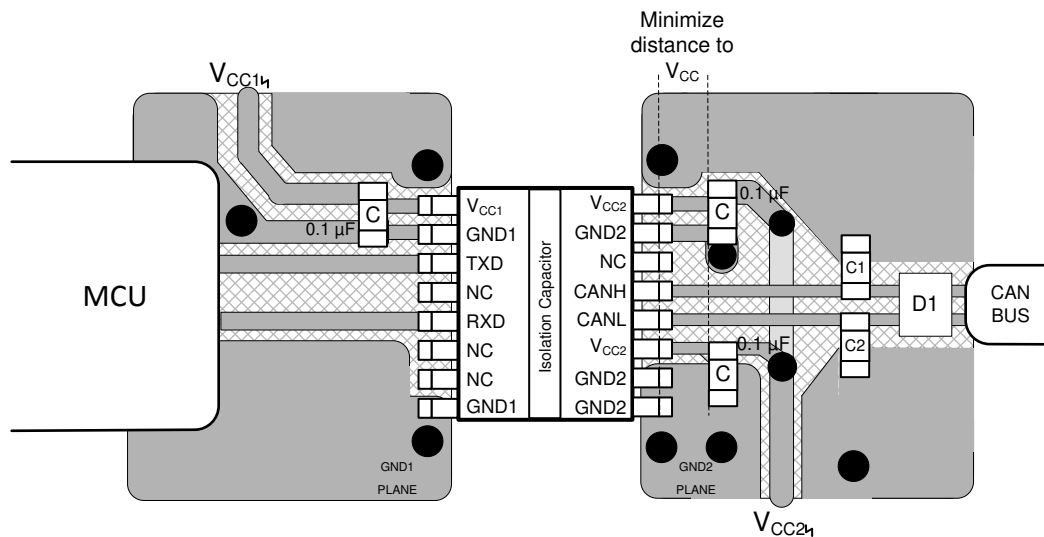 Minimize
distance to
VCC
VCC1
MCU
0.1 µF
C
VCC1
GND1
TXD
NC
RXD
NC
NC
GND1
Isolation Capacitor
VCC2
GND2
NC
CANH
CANL
VCC2
GND2
GND2
C
0.1 µF
0.1 µF
C
C1
C2
D1
CAN
BUS
GND1
PLANE
GND2
PLANE
VCC2